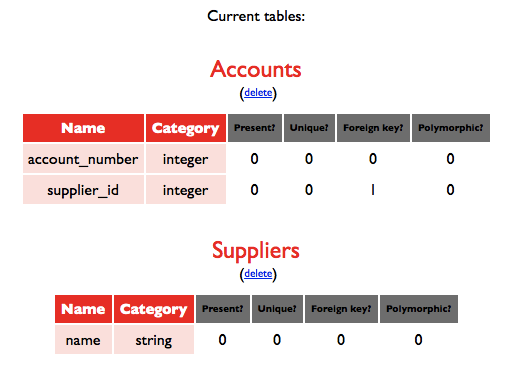 Current tables:
Accounts
(delete)
Name Category Present? Unique? Foreign key? Polymorphic?
account_number integer 0 0 0 0
supplier_id integer 0 0 1 0
Suppliers
(delete)
Name Category Present? Unique? Foreign key? Polymorphic?
name string 0 0 0 0